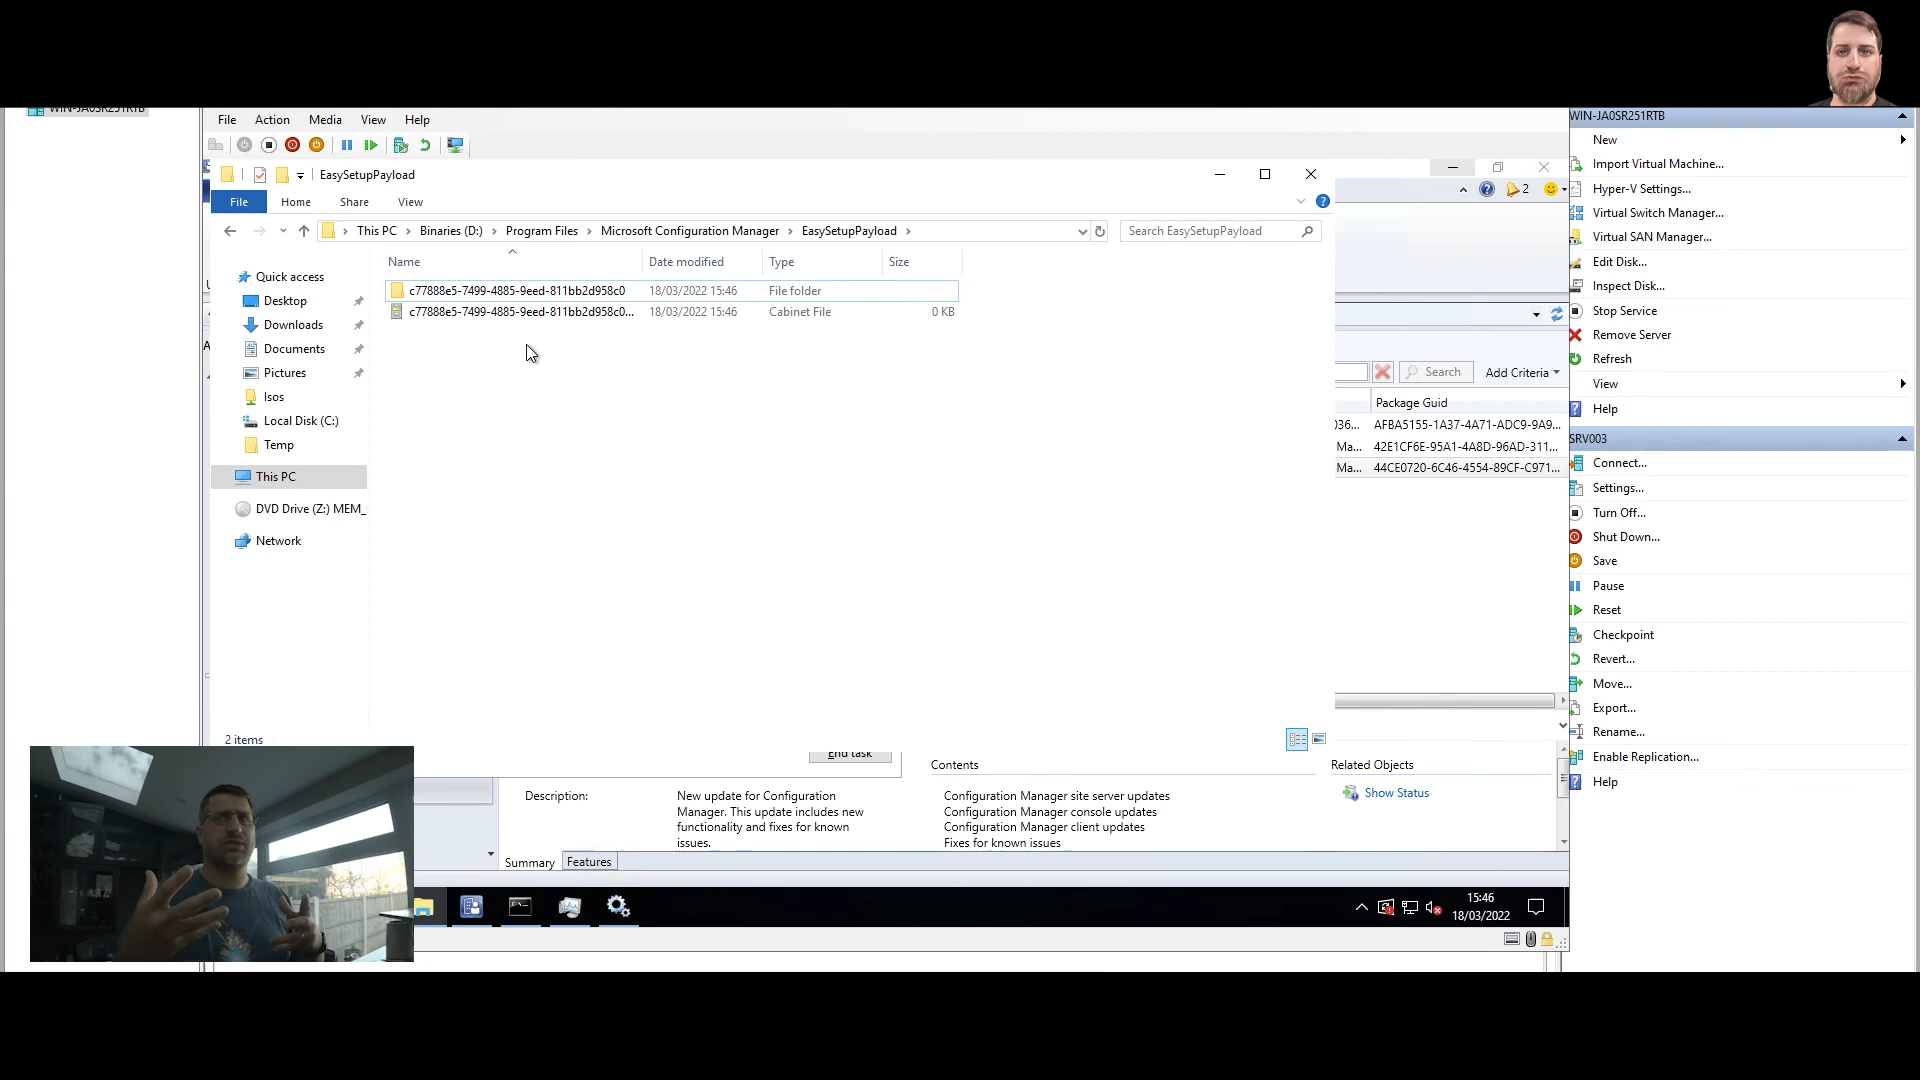 WIN-JA0SR251RTB
File Action Media View Help
EasySetupPayload
File Home Share View
This PC Binaries (D:) Program Files Microsoft Configuration Manager EasySetupPayload
Search EasySetupPayload
Name Date modified Type Size
c77888e5-7499-4885-9eed-811bb2d958c0 18/03/2022 15:46 File folder
c77888e5-7499-4885-9eed-811bb2d958c0... 18/03/2022 15:46 Cabinet File 0 KB
Quick access
Desktop
Downloads
Documents
Pictures
Isos
Local Disk (C:)
Temp
This PC
DVD Drive (Z:) MEM_
Network
2 items
2
Search Add Criteria
Package Guid
036... AFBA5155-1A37-4A71-ADC9-9A9...
Ma... 42E1CF6E-95A1-4A8D-96AD-311...
Ma... 44CE0720-6C46-4554-89CF-C971...
End task
Description:
New update for Configuration
Manager. This update includes new
functionality and fixes for known
issues.
Contents
Configuration Manager site server updates
Configuration Manager console updates
Configuration Manager client updates
Fixes for known issues
Related Objects
Show Status
Summary Features
15:46
18/03/2022
WIN-JA0SR251RTB
New
Import Virtual Machine...
Hyper-V Settings...
Virtual Switch Manager...
Virtual SAN Manager...
Edit Disk...
Inspect Disk...
Stop Service
Remove Server
Refresh
View
Help
SRV003
Connect...
Settings...
Turn Off...
Shut Down...
Save
Pause
Reset
Checkpoint
Revert...
Move...
Export...
Rename...
Enable Replication...
Help